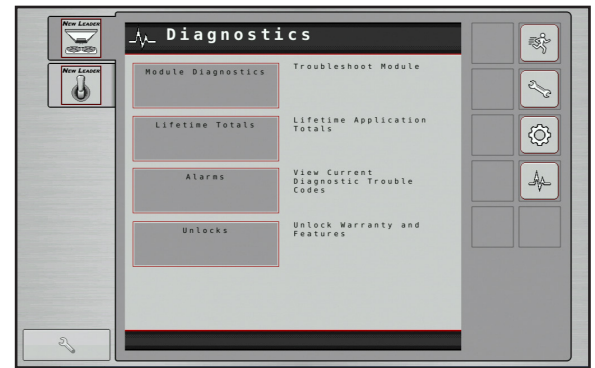 NEW LEADER
NEW LEADER
Diagnostics
Module Diagnostics
Troubleshoot Module
Lifetime Totals
Lifetime Application
Totals
Alarms
View Current
Diagnostic Trouble
Codes
Unlocks
Unlock Warranty and
Features